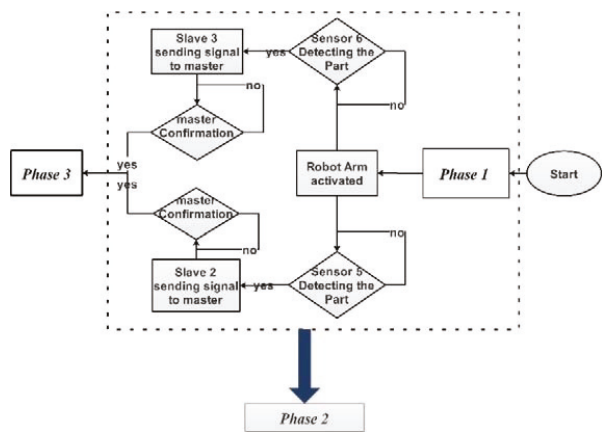 Slave 3
sending signal
to master
yes
Sensor 6
Detecting the
Part
no
no
master
Confirmation
yes
Phase 3
yes
Robot Arm
activated
Phase 1
Start
master
Confirmation
no
no
Slave 2
sending signal
to master
yes
Sensor 5
Detecting the
Part
Phase 2